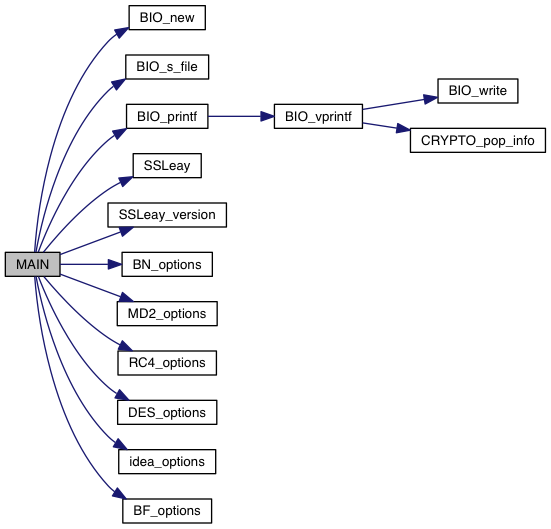 BIO_new
BIO_s_file
BIO_printf
BIO_vprintf
BIO_write
CRYPTO_pop_info
SSLeay
SSLeay_version
MAIN
BN_options
MD2_options
RC4_options
DES_options
idea_options
BF_options